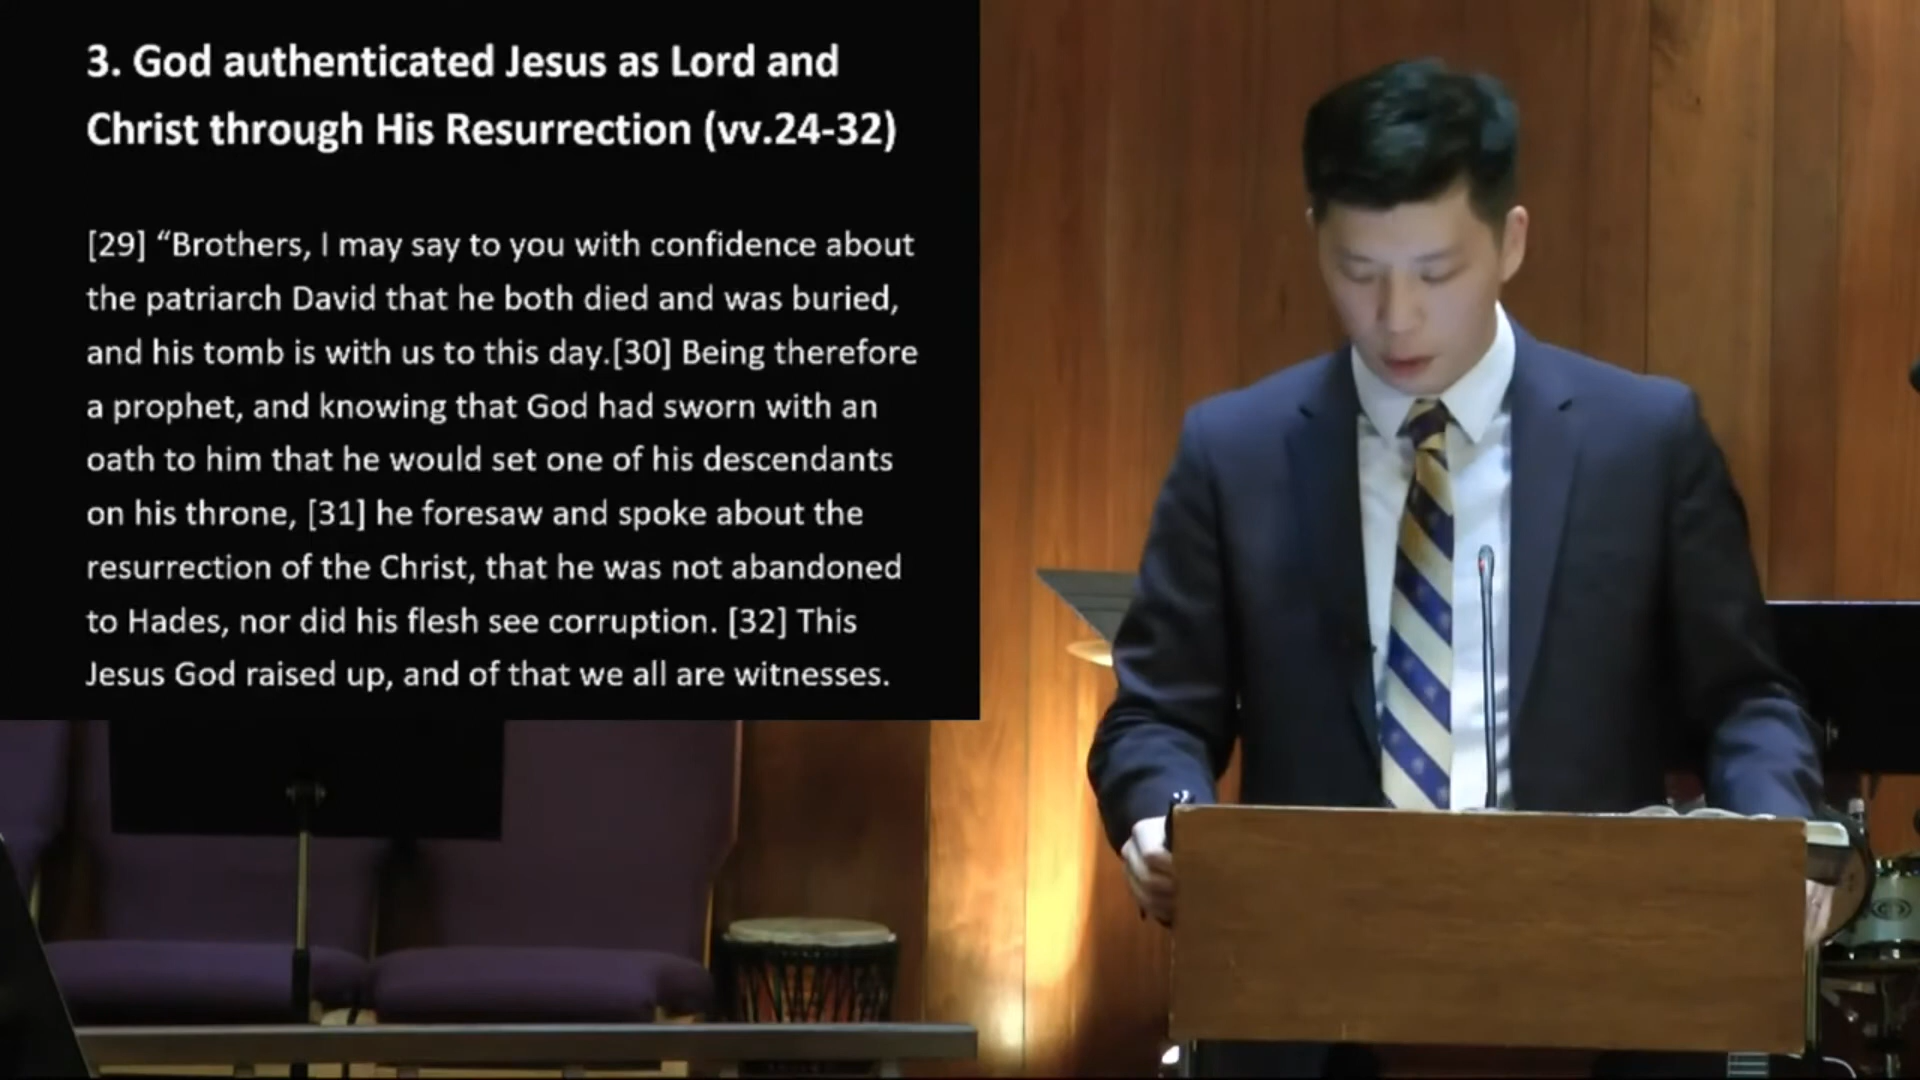 3. God authenticated Jesus as Lord and
Christ through His Resurrection (vv.24-32)
[29] “Brothers, I may say to you with confidence about
the patriarch David that he both died and was buried,
and his tomb is with us to this day.[30] Being therefore
a prophet, and knowing that God had sworn with an
oath to him that he would set one of his descendants
on his throne, [31] he foresaw and spoke about the
resurrection of the Christ, that he was not abandoned
to Hades, nor did his flesh see corruption. [32] This
Jesus God raised up, and of that we all are witnesses.